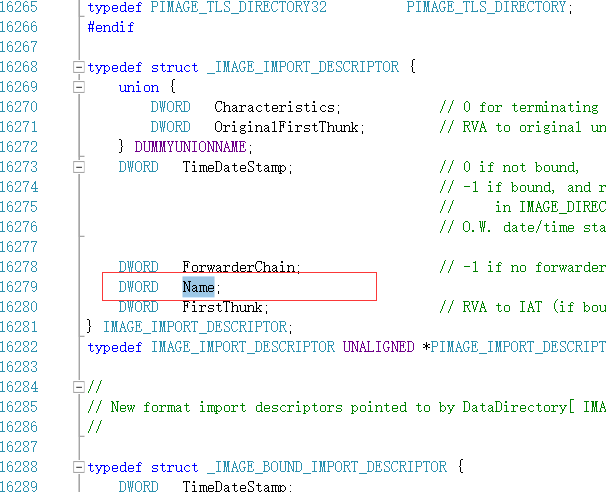 16265 typedef PIMAGE_TLS_DIRECTORY32 PIMAGE_TLS_DIRECTORY;
16266 #endif
16267
16268 typedef struct _IMAGE_IMPORT_DESCRIPTOR {
16269 union {
16270 DWORD Characteristics; // 0 for terminating
16271 DWORD OriginalFirstThunk; // RVA to original un
16272 } DUMMYUNIONNAME;
16273 DWORD TimeDateStamp; // 0 if not bound,
16274 // -1 if bound, and r
16275 // in IMAGE_DIREC
16276 // O.W. date/time sta
16277
16278 DWORD ForwarderChain; // -1 if no forwarder
16279 DWORD Name;
16280 DWORD FirstThunk; // RVA to IAT (if bou
16281 } IMAGE_IMPORT_DESCRIPTOR;
16282 typedef IMAGE_IMPORT_DESCRIPTOR UNALIGNED *PIMAGE_IMPORT_DESCRIPT
16283
16284 //
16285 // New format import descriptors pointed to by DataDirectory[ IMA
16286 //
16287
16288 typedef struct _IMAGE_BOUND_IMPORT_DESCRIPTOR {
16289 DWORD TimeDateStamp;